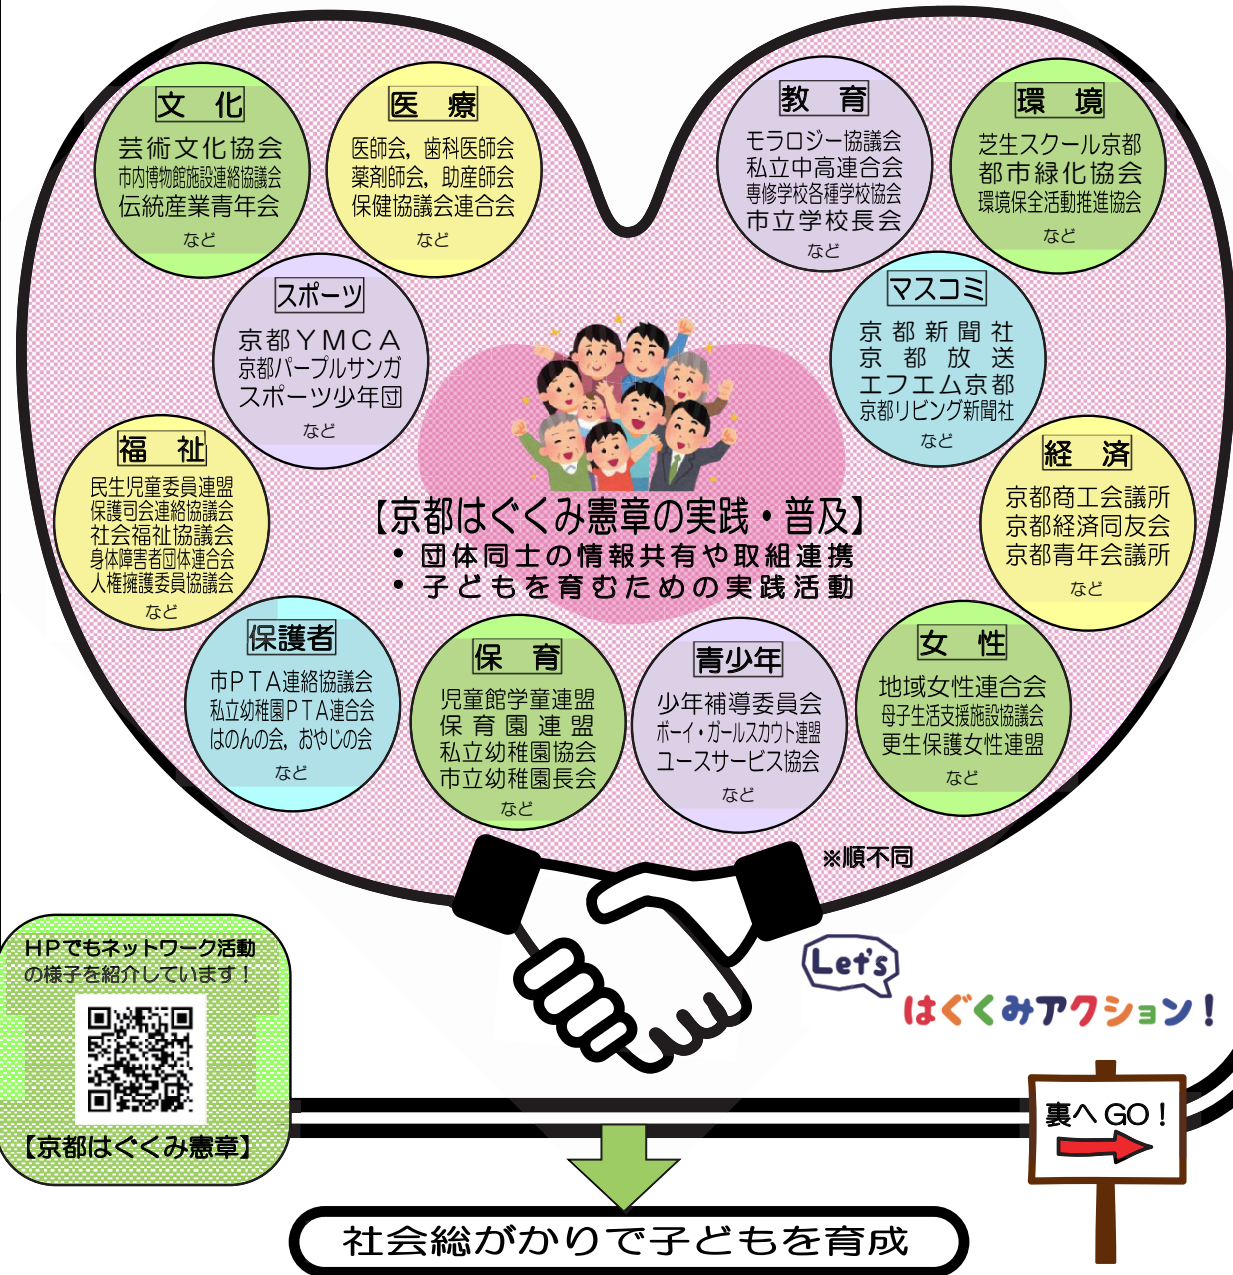 文　化
芸術文化協会
市内博物館施設連絡協議会
伝統産業青年会
など
医　療
医師会，歯科医師会
薬剤師会，助産師会
保健協議会連合会
など
教　育
モラロジー協議会
私立中高連合会
専修学校各種学校協会
市立学校長会
など
環　境
芝生スクール京都
都市緑化協会
環境保全活動推進協会
など
スポーツ
京都ＹＭＣＡ
京都パープルサンガ
スポーツ少年団
など
マスコミ
京都新聞社
京都放送
エフエム京都
京都リビング新聞社
など
福　祉
民生児童委員連盟
保護司会連絡協議会
社会福祉協議会
身体障害者団体連合会
人権擁護委員協議会
など
経　済
京都商工会議所
京都経済同友会
京都青年会議所
など
【京都はぐくみ憲章の実践・普及】
・団体同士の情報共有や取組連携
・子どもを育むための実践活動
保護者
市ＰＴＡ連絡協議会
私立幼稚園ＰＴＡ連合会
はのんの会，おやじの会
など
保　育
児童館学童連盟
保育園連盟
私立幼稚園協会
市立幼稚園長会
など
青少年
少年補導委員会
ボーイ・ガールスカウト連盟
ユースサービス協会
など
女　性
地域女性連合会
母子生活支援施設協議会
更生保護女性連盟
など
※順不同
ＨＰでもネットワーク活動
の様子を紹介しています！
【京都はぐくみ憲章】
Let's
はぐくみアクション！
裏へ GO！
社会総がかりで子どもを育成